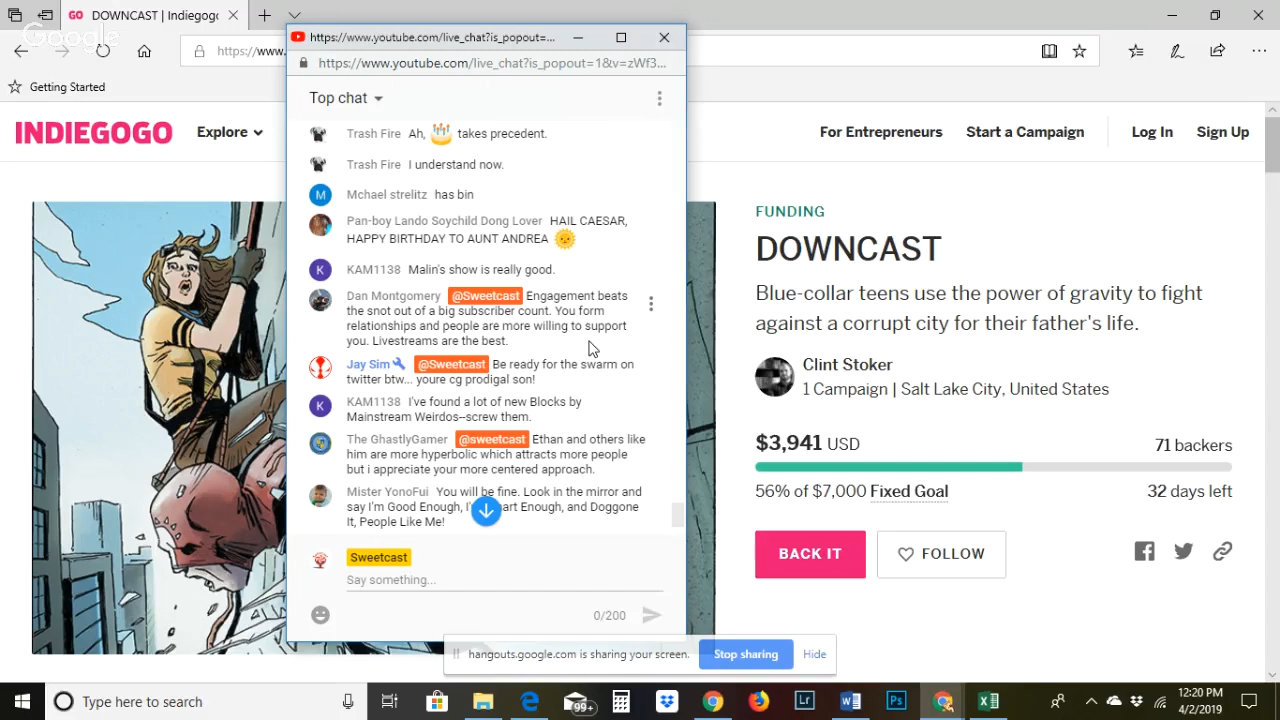 DOWNCAST | Indiegogo
Google
https://www.
Getting Started
https://www.youtube.com/live_chat?is_popout=...
https://www.youtube.com/live_chat?is_popout=1&v=zWf3...
Top chat
INDIEGOGO
Explore
For Entrepreneurs
Start a Campaign
Log In
Sign Up
Trash Fire Ah, takes precedent.
Trash Fire I understand now.
M
Mchael strelitz has bin
Pan-boy Lando Soychild Dong Lover HAIL CAESAR,
HAPPY BIRTHDAY TO AUNT ANDREA
K
KAM1138 Malin's show is really good.
Dan Montgomery @Sweetcast Engagement beats
the snot out of a big subscriber count. You form
relationships and people are more willing to support
you. Livestreams are the best.
Jay Sim @Sweetcast Be ready for the swarm on
twitter btw... youre cg prodigal son!
K
KAM1138 I've found a lot of new Blocks by
Mainstream Weirdos--screw them.
The GhastlyGamer @sweetcast Ethan and others like
him are more hyperbolic which attracts more people
but i appreciate your more centered approach.
Mister YonoFui You will be fine. Look in the mirror and
say I'm Good Enough, Enough, and Doggone
It, People Like Me!
Sweetcast
Say something...
0/200
FUNDING
DOWNCAST
Blue-collar teens use the power of gravity to fight
against a corrupt city for their father's life.
Clint Stoker
1 Campaign | Salt Lake City, United States
$3,941 USD
71 backers
56% of $7,000 Fixed Goal
32 days left
BACK IT
FOLLOW
hangouts.google.com is sharing your screen.
Stop sharing
Hide
Type here to search
99+
Lr
Ps
12:20 PM
4/2/2019